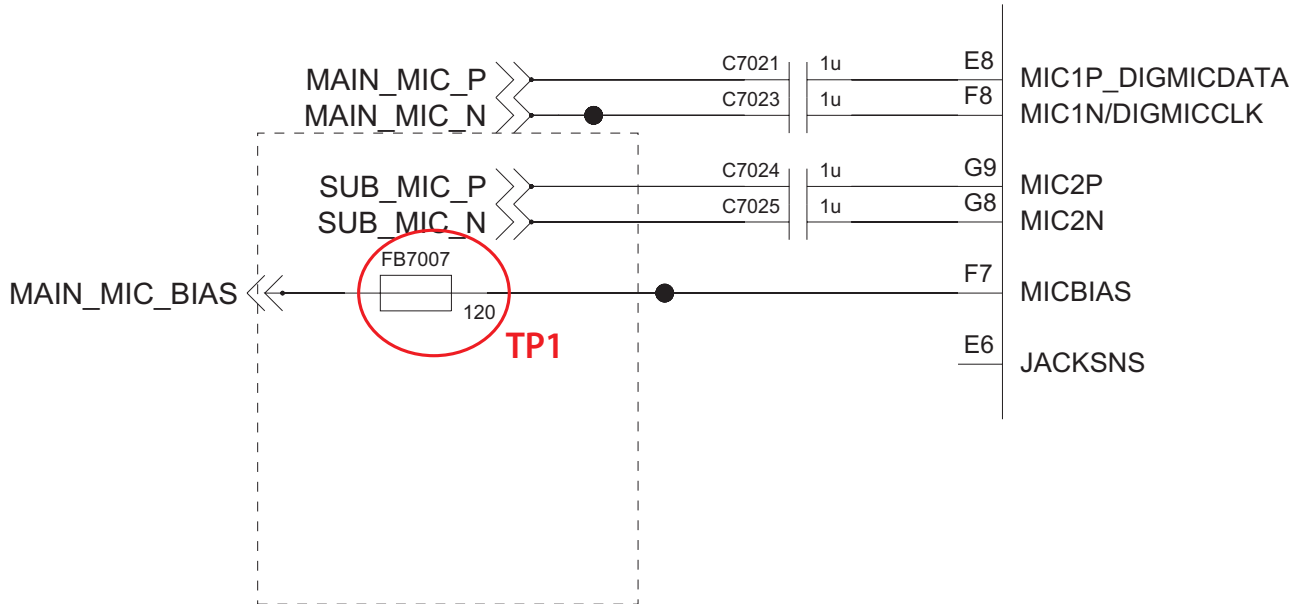 MAIN_MIC_P C7021 1u E8 MIC1P_DIGMICDATA
MAIN_MIC_N C7023 1u F8 MIC1N/DIGMICCLK
SUB_MIC_P C7024 1u G9 MIC2P
SUB_MIC_N C7025 1u G8 MIC2N
FB7007
MAIN_MIC_BIAS F7 MICBIAS
120
TP1
E6 JACKSNS